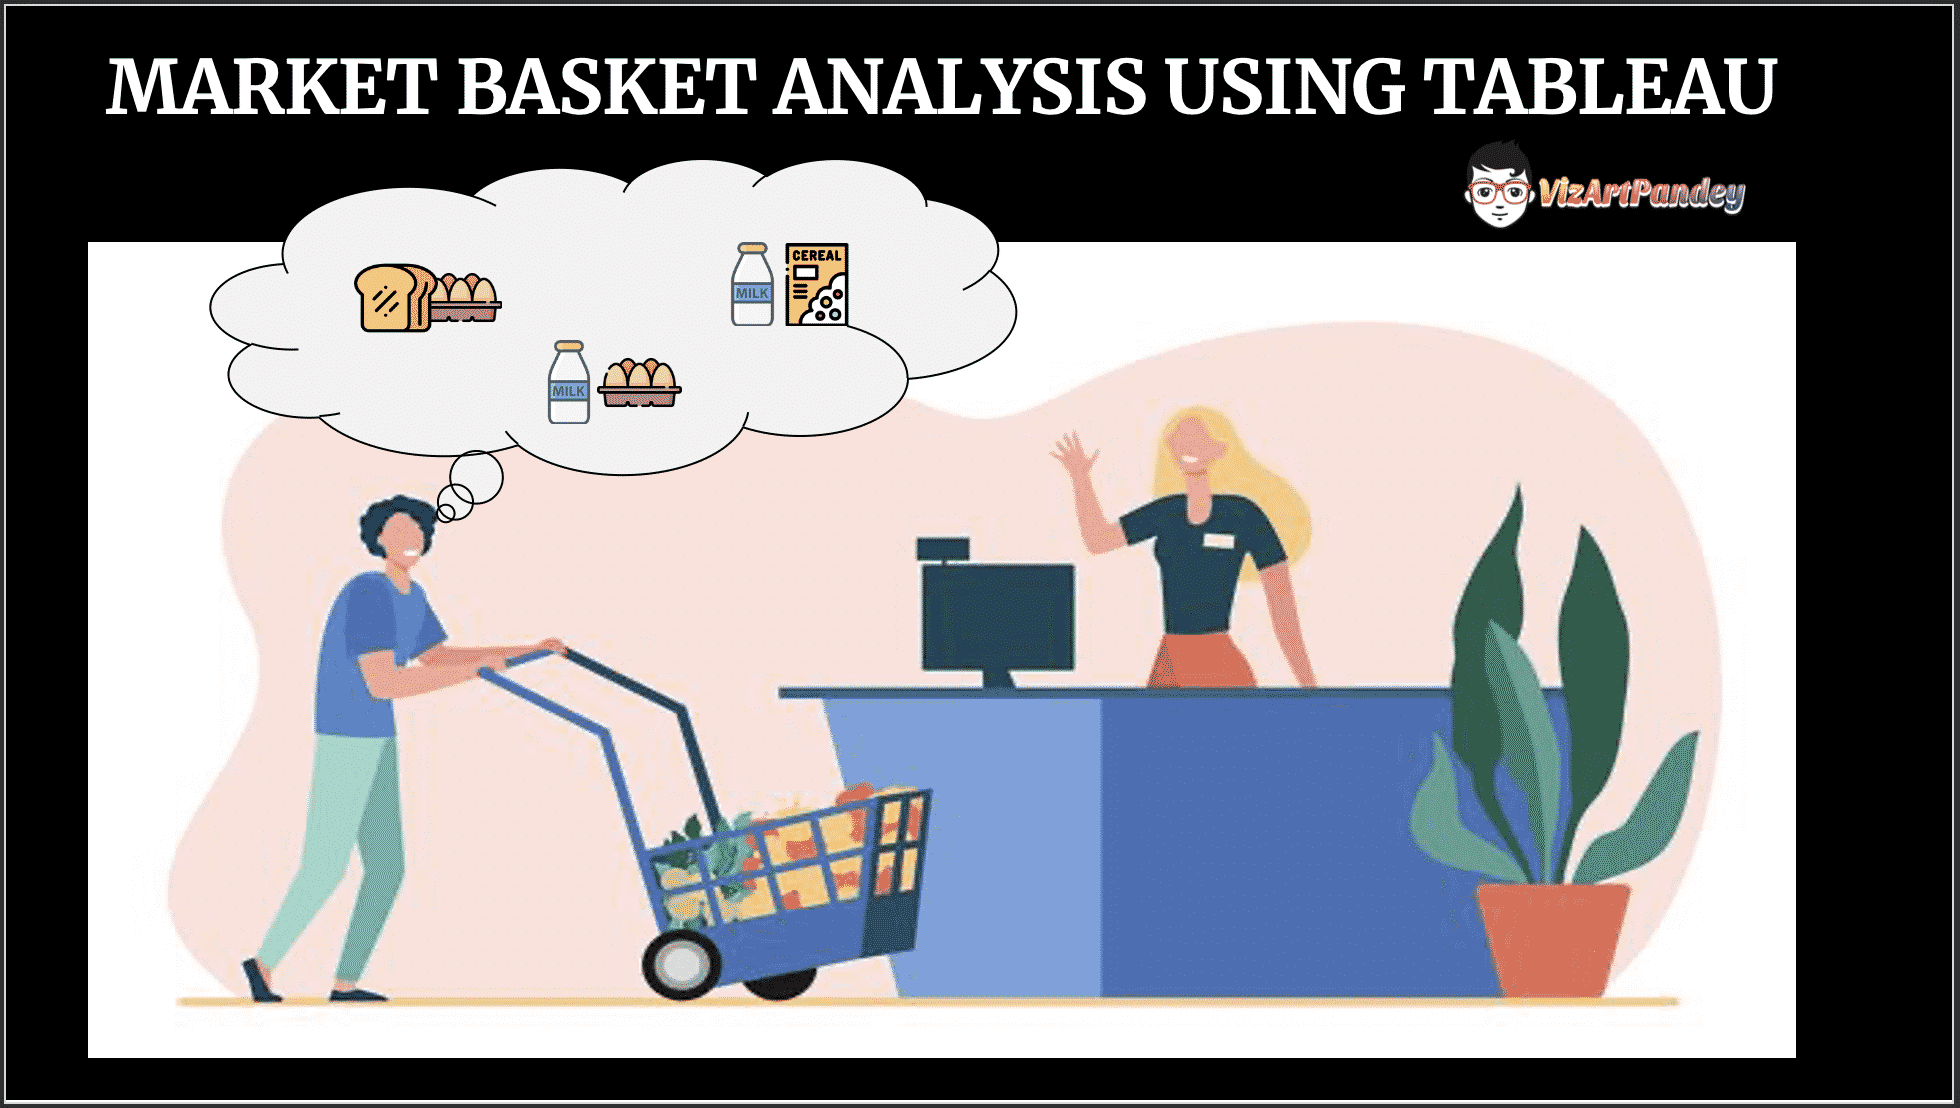 MARKET BASKET ANALYSIS USING TABLEAU
VizArtPandey
CEREAL
MILK
MILK